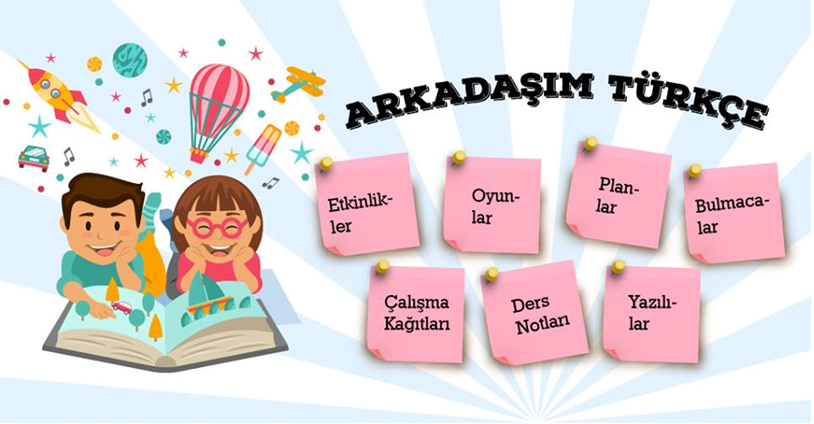 ARKADAŞIM TÜRKÇE
Etkinlik-
ler
Oyun-
lar
Plan-
lar
Bulmaca-
lar
Çalışma
Kağıtları
Ders
Notları
Yazılı-
lar